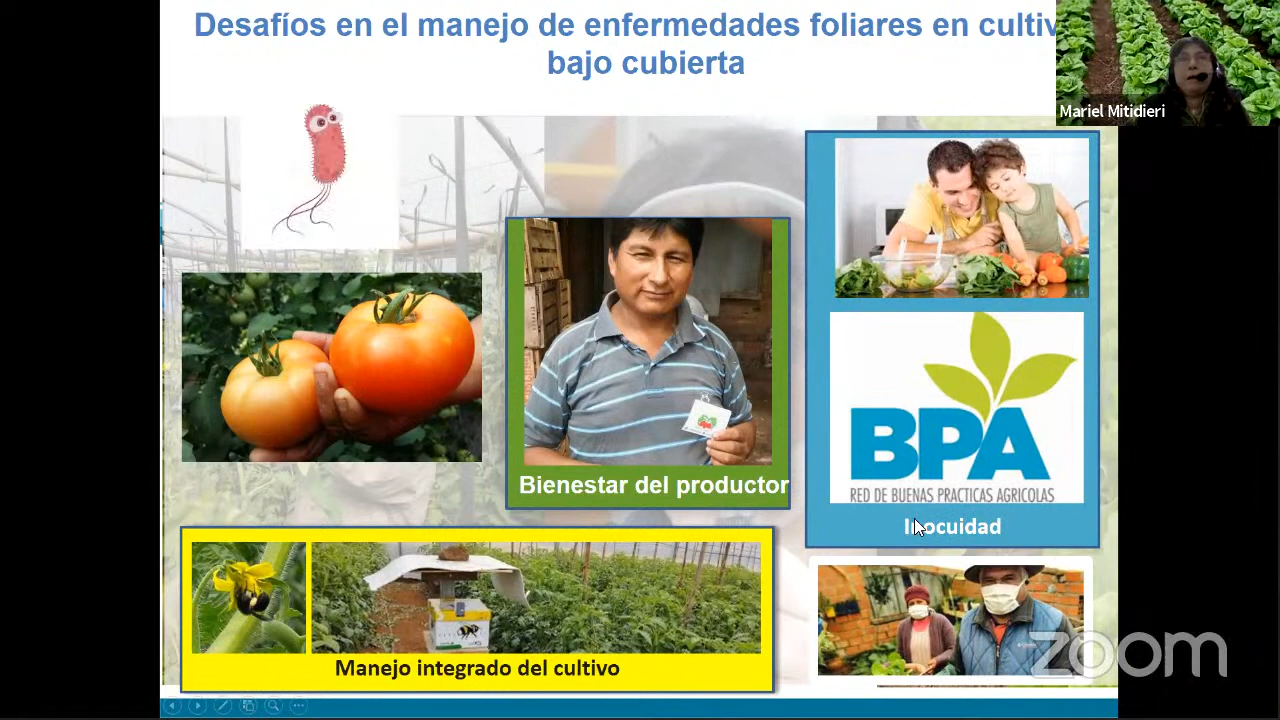 Desafíos en el manejo de enfermedades foliares en cultiv
bajo cubierta
Mariel Mitidieri
Bienestar del productor
BPA
RED DE BUENAS PRACTICAS AGRICOLAS
Inocuidad
Manejo integrado del cultivo
zoom